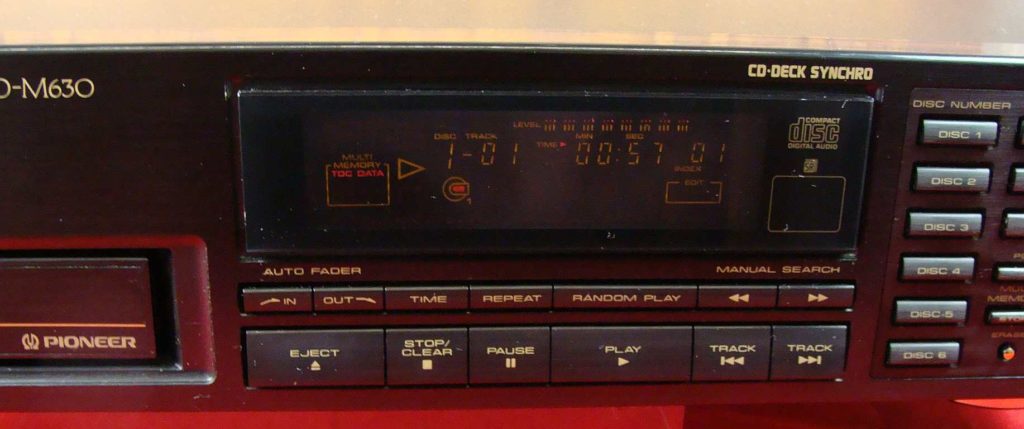 D-M630
CD·DECK SYNCHRO
DISC NUMBER
LEVEL
DISC TRACK
MIN SEC
TIME
1-01 00:57 01
INDEX
MULTI
MEMORY
TOC DATA
EDIT
COMPACT
disc
DIGITAL AUDIO
DISC 1
DISC 2
DISC 3
DISC 4
DISC 5
DISC 6
AUTO FADER
MANUAL SEARCH
IN
OUT
TIME
REPEAT
RANDOM PLAY
PIONEER
EJECT
STOP/
CLEAR
PAUSE
PLAY
TRACK
TRACK